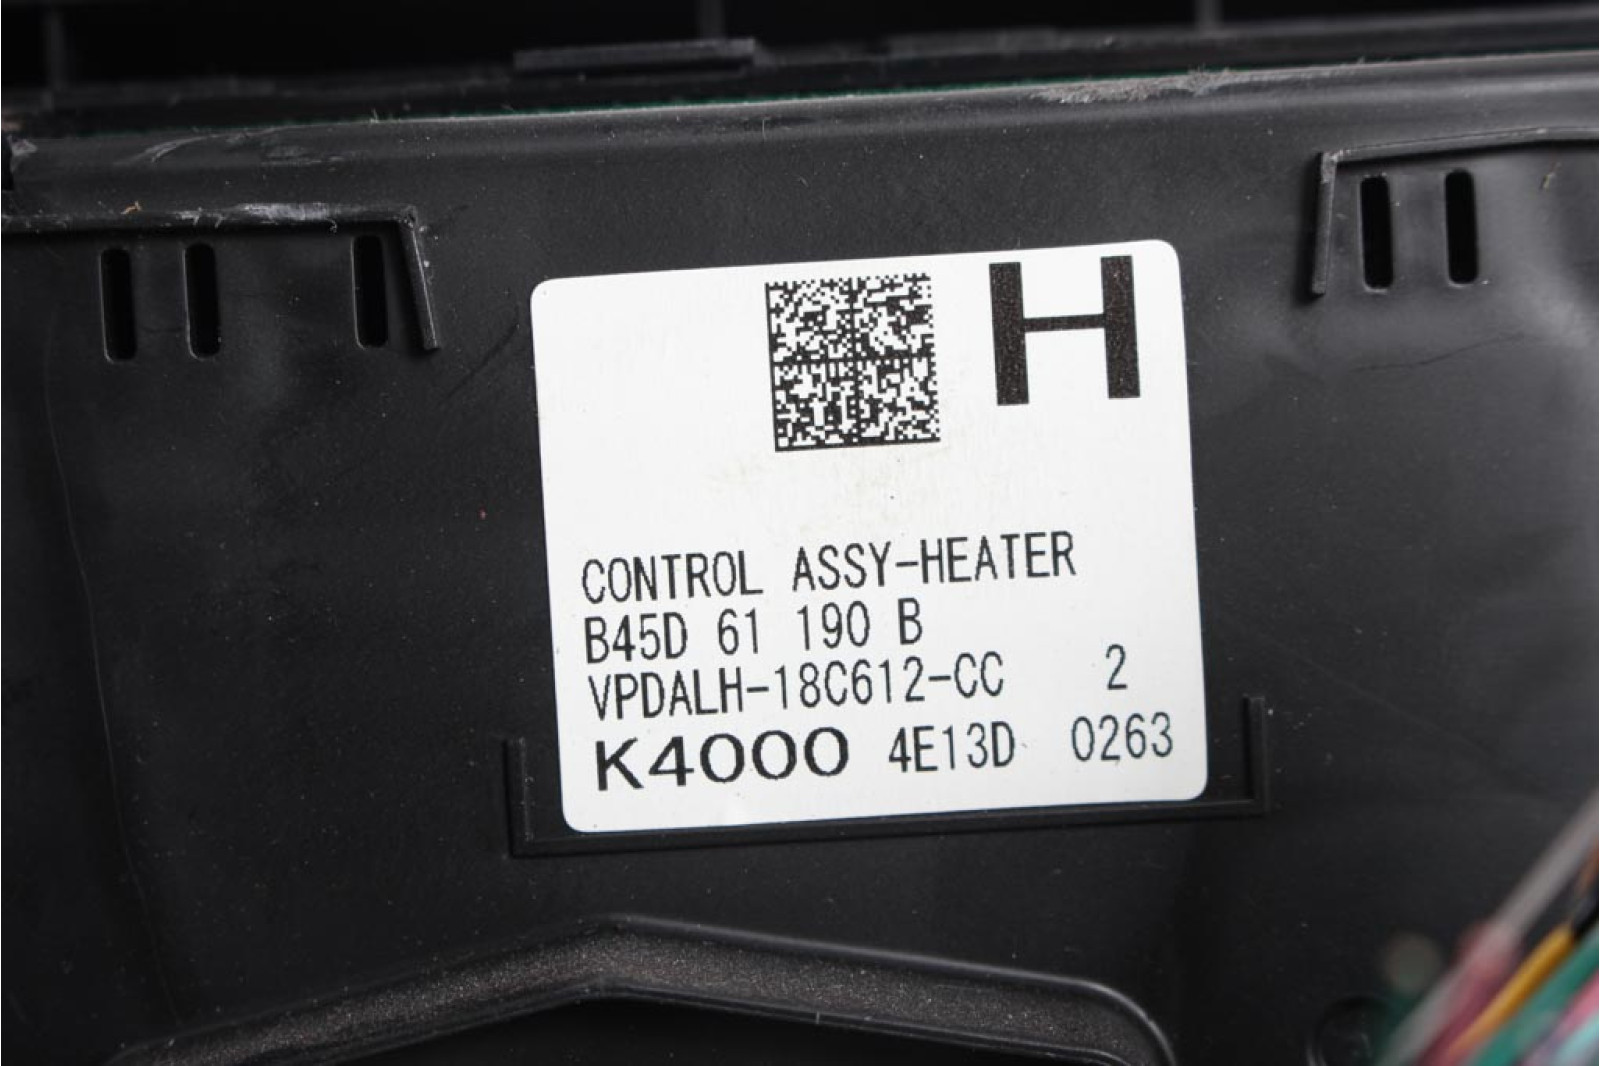 H
CONTROL ASSY-HEATER
B45D 61 190 B
VPDALH-18C612-CC 2
K4000 4E13D 0263